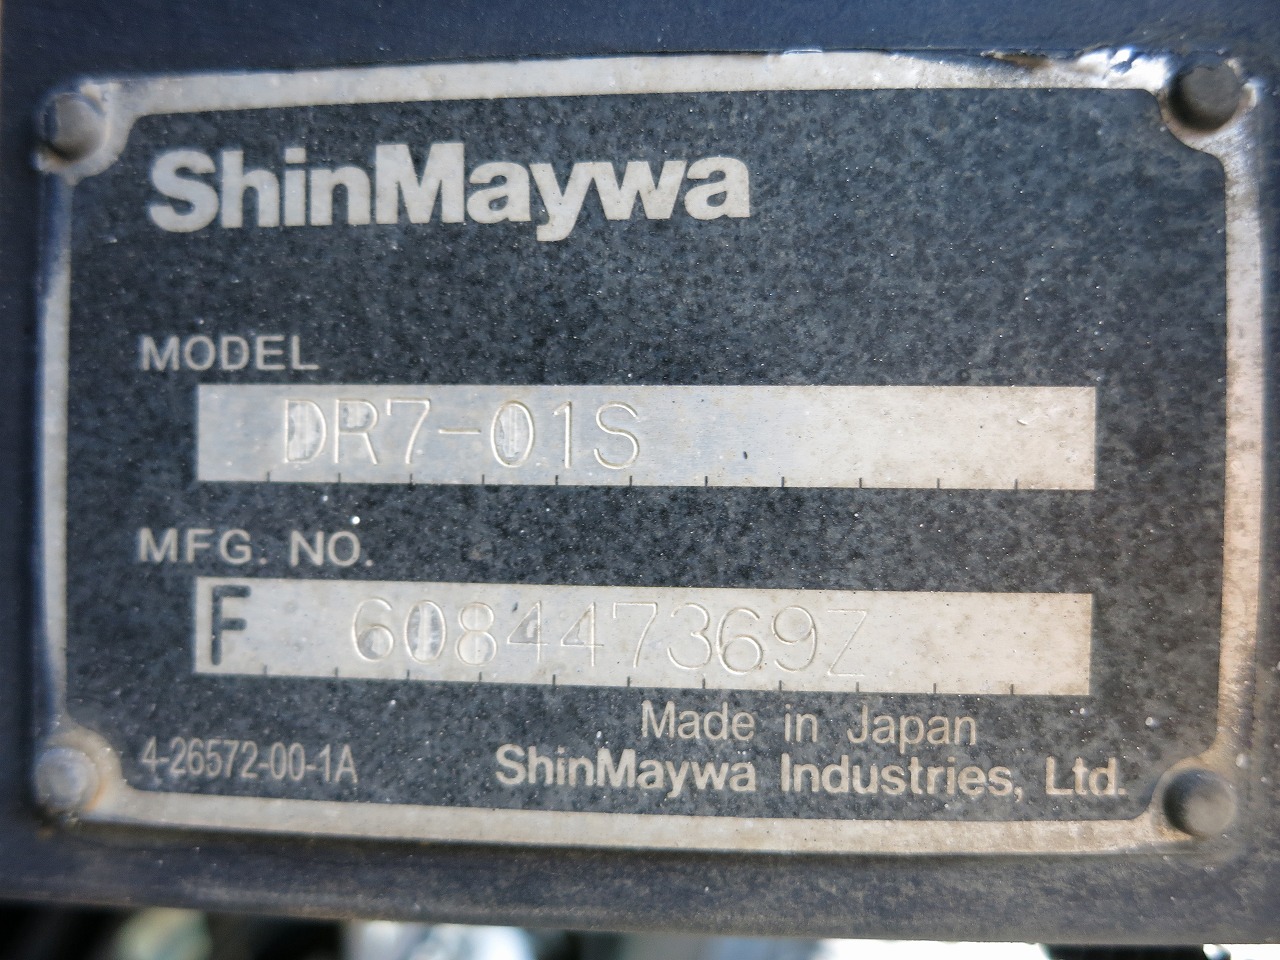 ShinMaywa
MODEL
DR7-01S
MFG. NO.
F 608447369Z
Made in Japan
4-26572-00-1A
ShinMaywa Industries, Ltd.